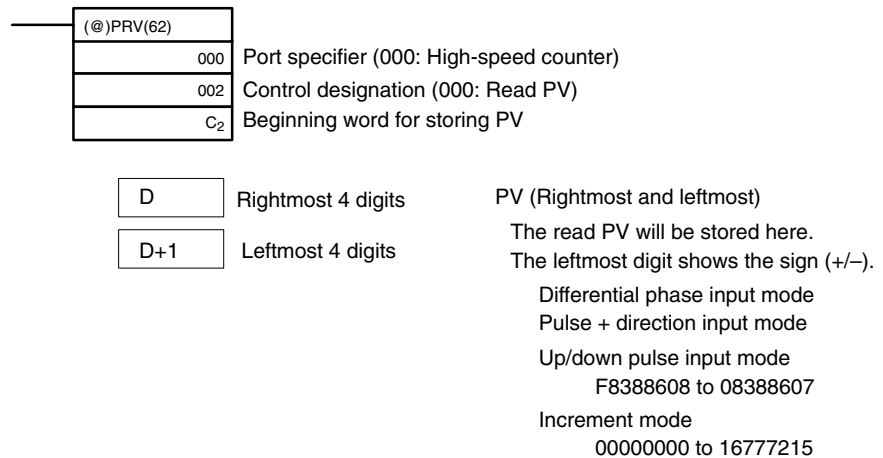 (@)PRV(62)
000 Port specifier (000: High-speed counter)
002 Control designation (000: Read PV)
C2 Beginning word for storing PV
D Rightmost 4 digits
D+1 Leftmost 4 digits
PV (Rightmost and leftmost)
The read PV will be stored here.
The leftmost digit shows the sign (+/–).
Differential phase input mode
Pulse + direction input mode
Up/down pulse input mode
F8388608 to 08388607
Increment mode
00000000 to 16777215